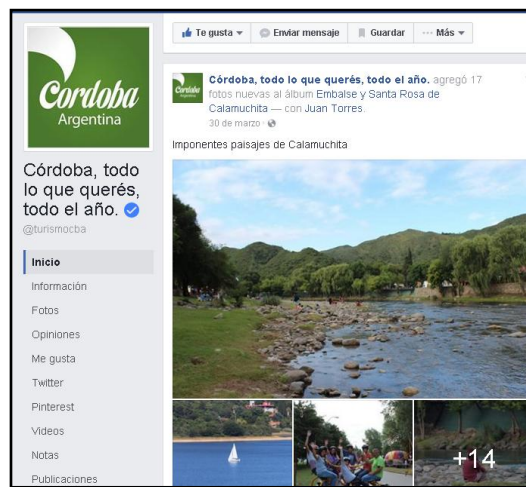 Cordoba
Argentina
Córdoba, todo
lo que querés,
todo el año.
@turismocba
Inicio
Información
Fotos
Opiniones
Me gusta
Twitter
Pinterest
Videos
Notas
Publicaciones
Te gusta
Enviar mensaje
Guardar
Más
Cordoba
Córdoba, todo lo que querés, todo el año. agregó 17
fotos nuevas al álbum Embalse y Santa Rosa de
Calamuchita — con Juan Torres.
30 de marzo ·
Imponentes paisajes de Calamuchita
+14